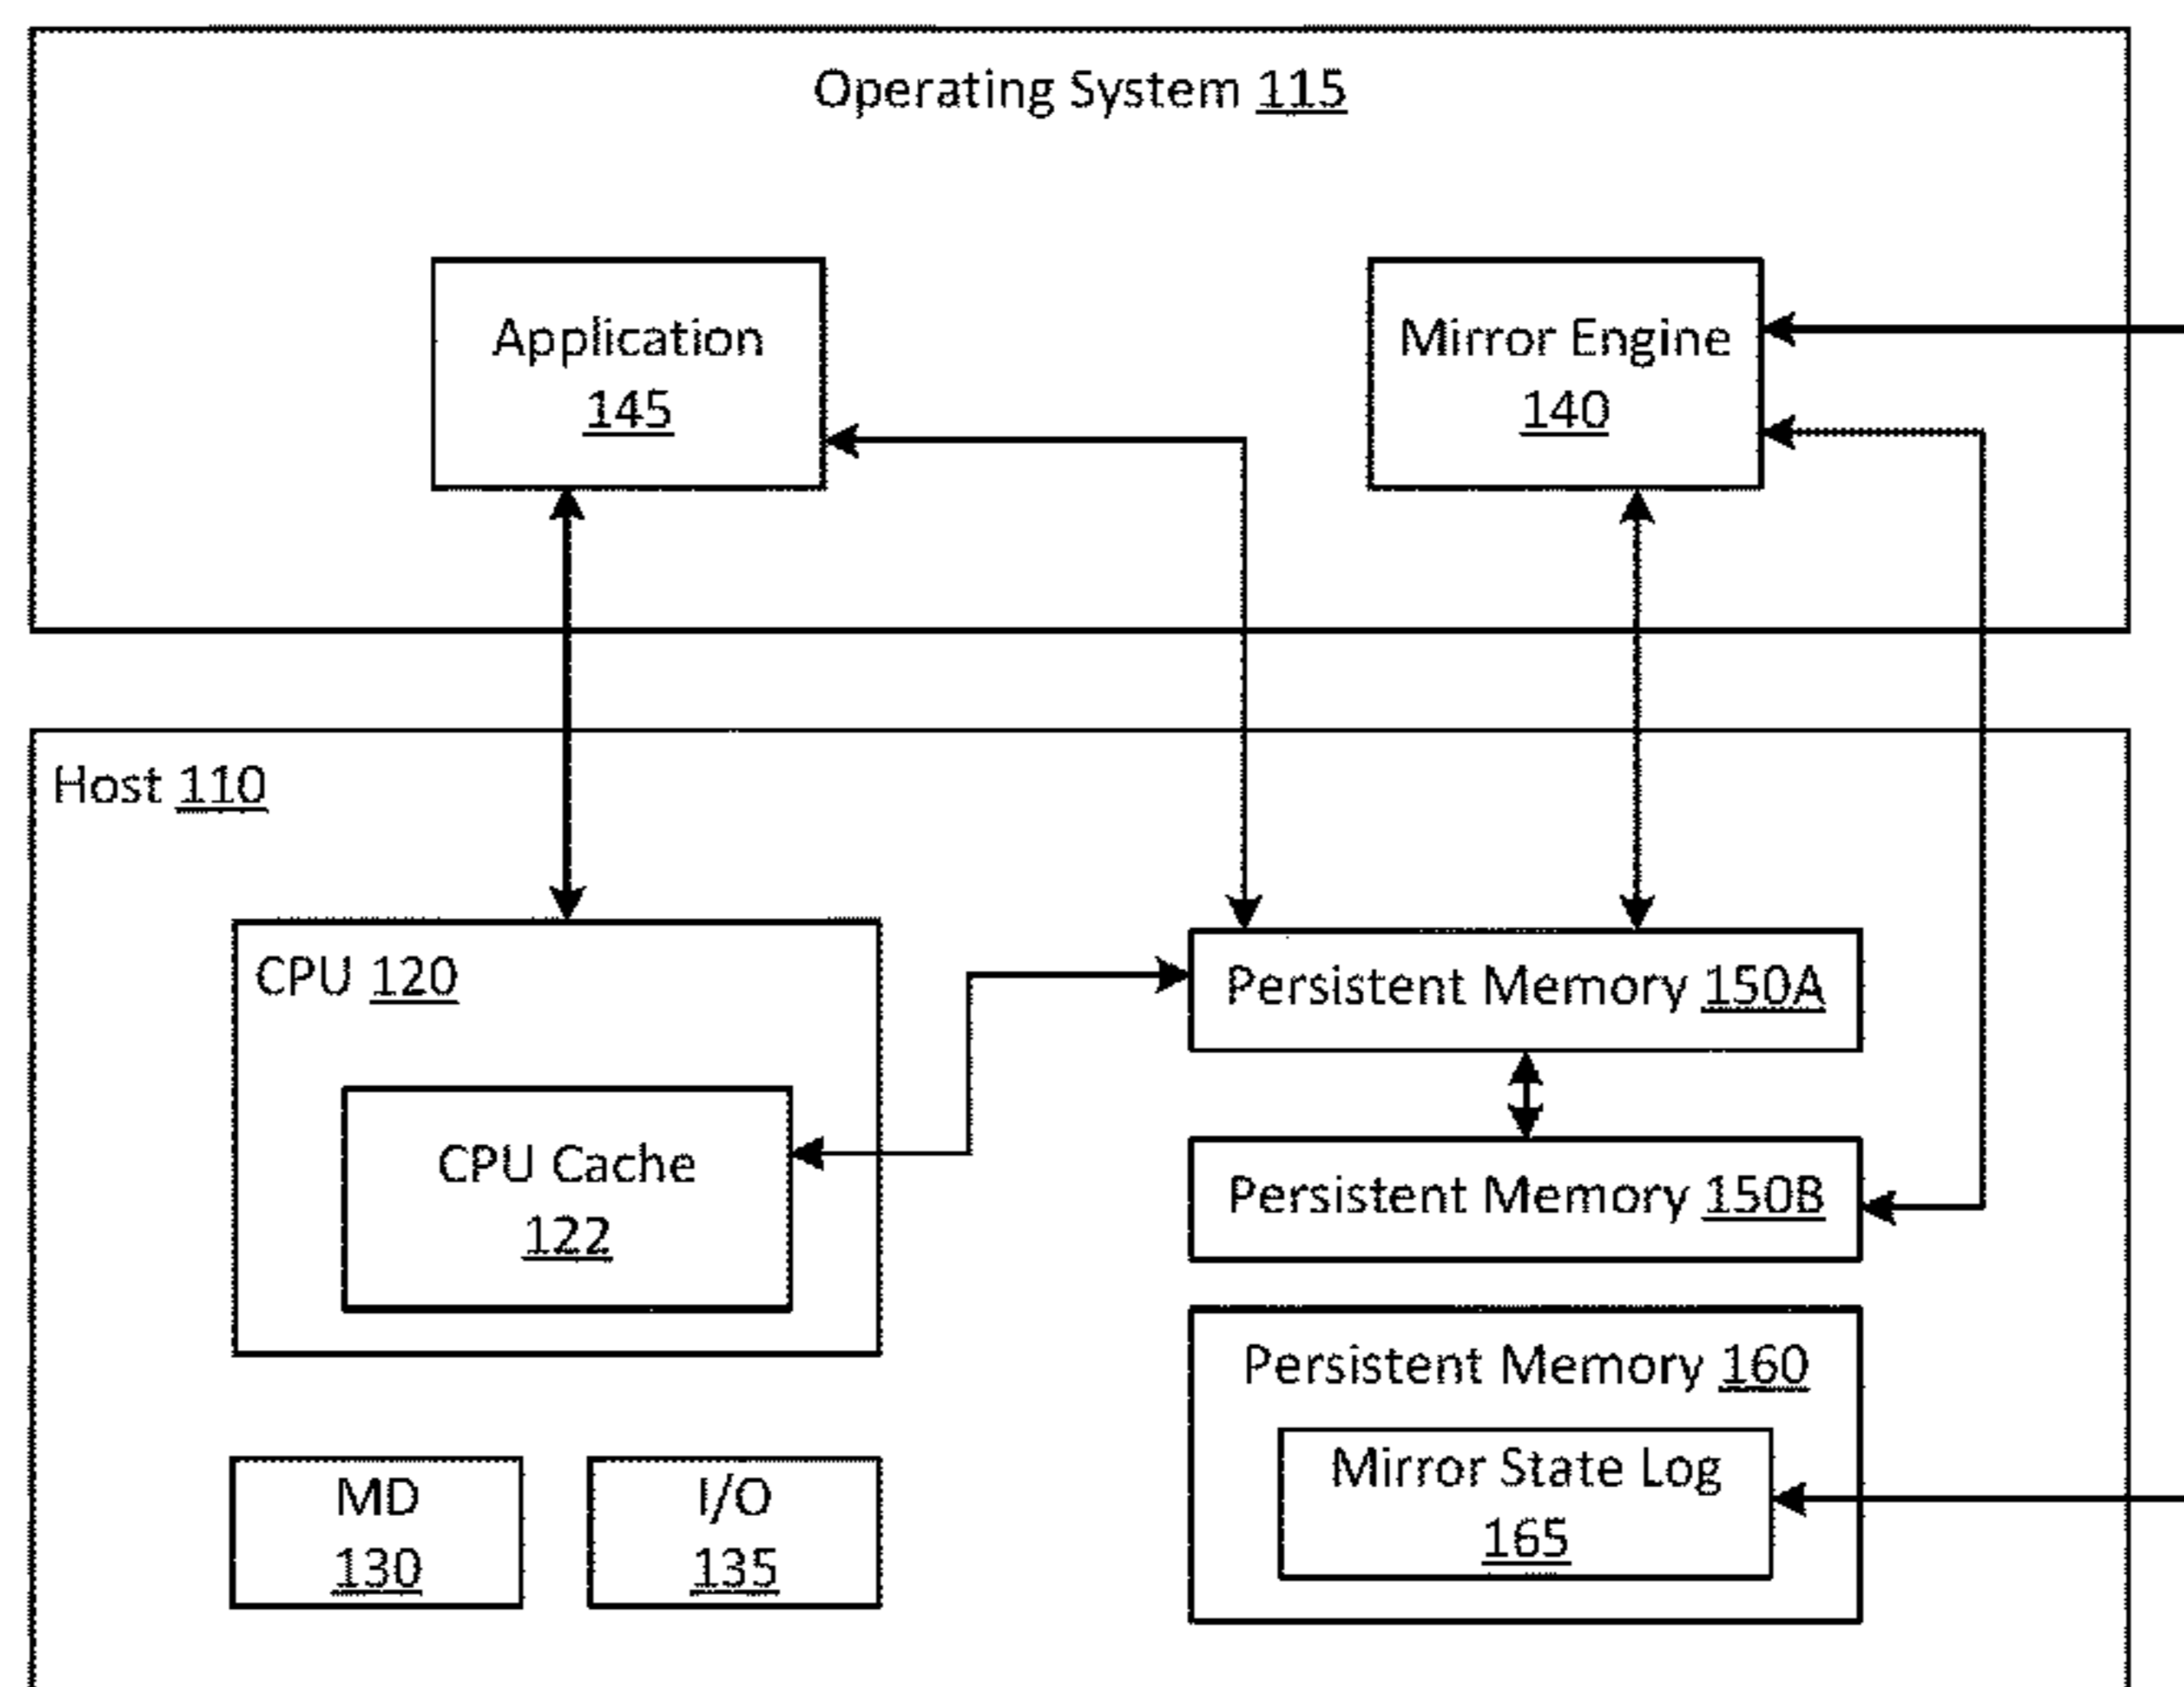 Operating System 115
Application
145
Mirror Engine
140
Host 110
CPU 120
CPU Cache
122
Persistent Memory 150A
Persistent Memory 150B
Persistent Memory 160
Mirror State Log
165
MD
130
I/O
135